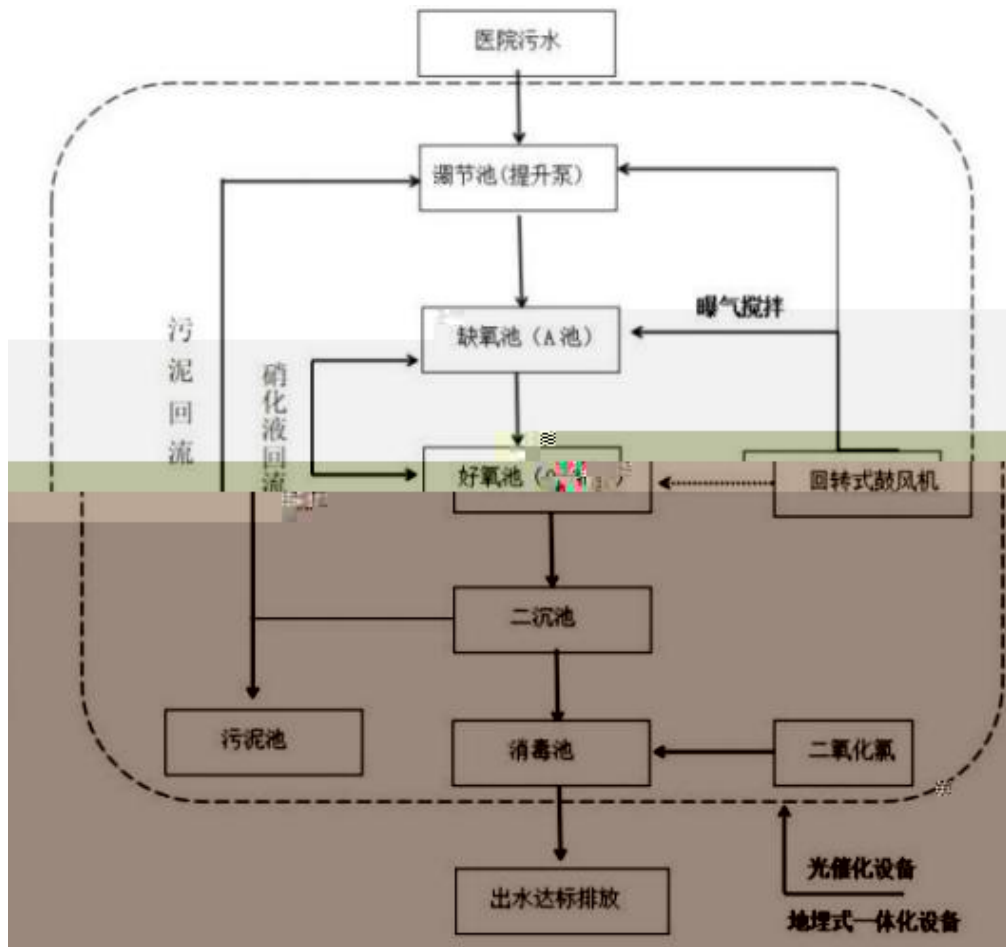 医院污水
调节池(提升泵)
曝气搅拌
缺氧池（A池）
污泥回流
硝化液回流
好氧池（
回转式鼓风机
二沉池
污泥池
消毒池
二氧化氯
光催化设备
出水达标排放
地埋式一体化设备